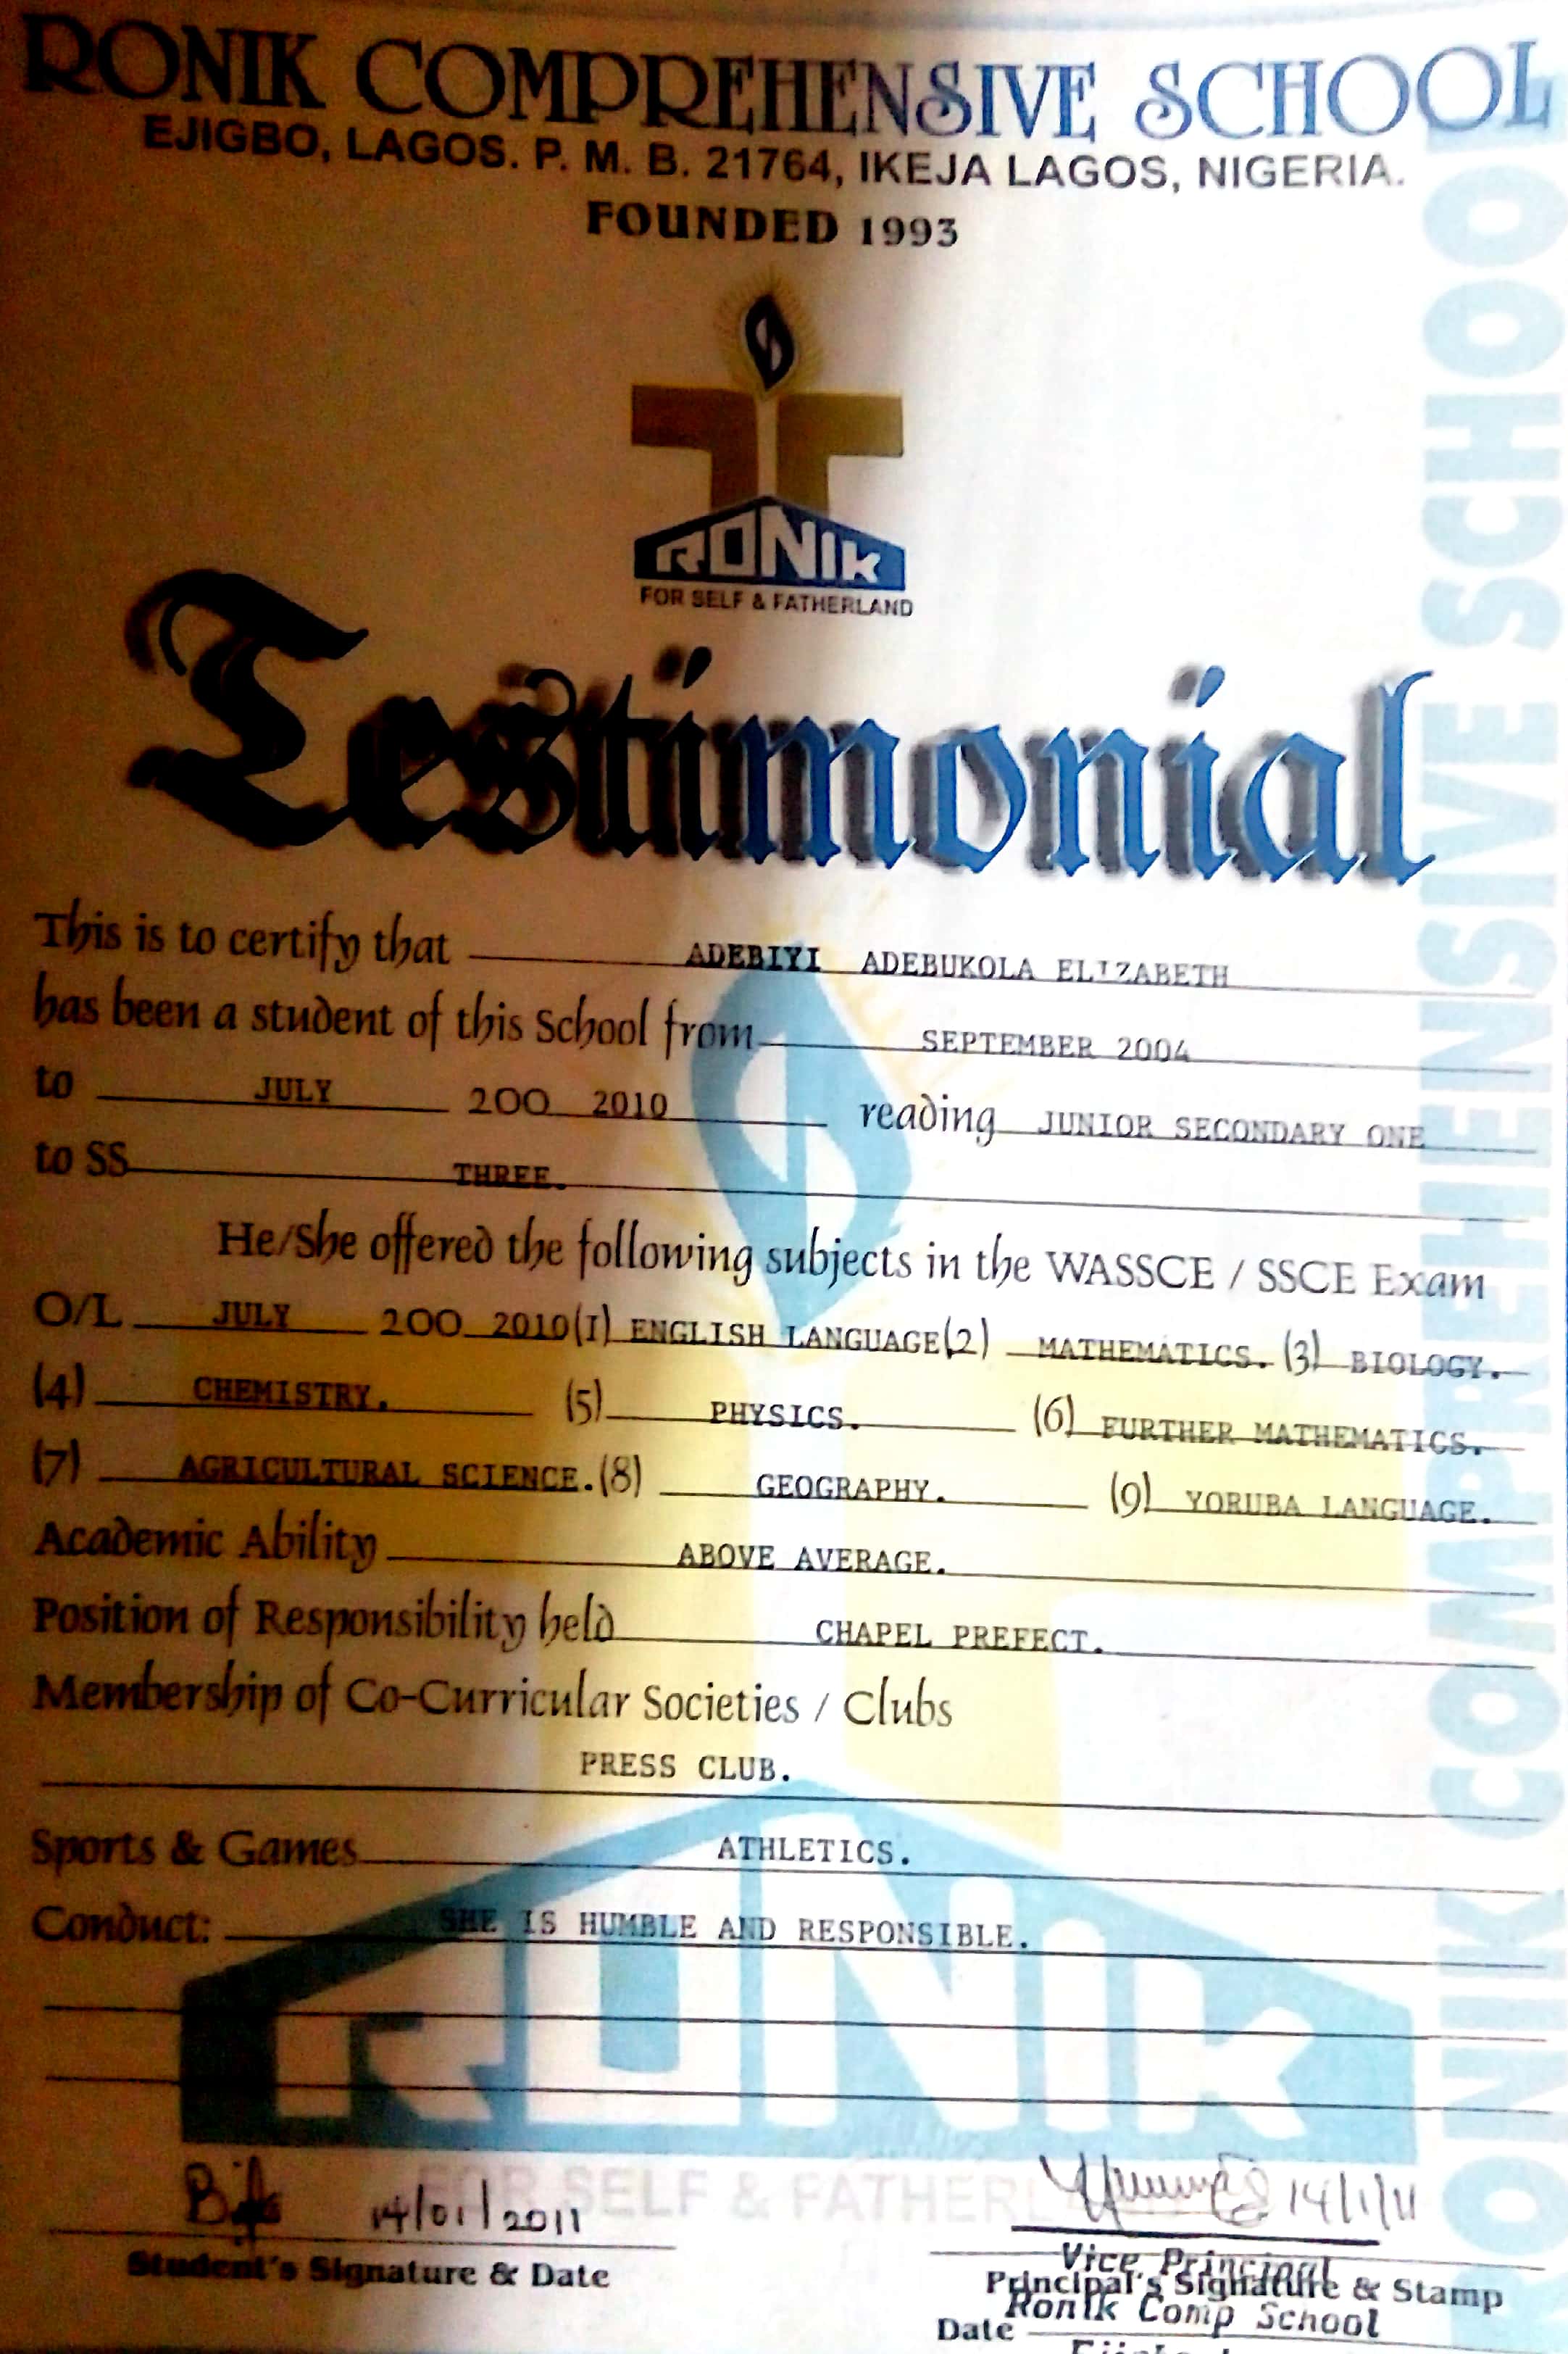 RONIK COMPREHENSIVE SCHOOL
EJIGBO, LAGOS. P. M. B. 21764, IKEJA LAGOS, NIGERIA.
FOUNDED 1993
RONIK
FOR SELF & FATHERLAND
Testimonial
This is to certify that ADEBIYI ADEBUKOLA ELIZABETH
has been a student of this School from SEPTEMBER 2004
to JULY 200 2010 reading JUNIOR SECONDARY ONE
to SS THREE.
He/She offered the following subjects in the WASSCE / SSCE Exam
O/L JULY 200 2010 (1) ENGLISH LANGUAGE (2) MATHEMATICS. (3) BIOLOGY.
(4) CHEMISTRY. (5) PHYSICS. (6) FURTHER MATHEMATICS.
(7) AGRICULTURAL SCIENCE. (8) GEOGRAPHY. (9) YORUBA LANGUAGE.
Academic Ability ABOVE AVERAGE.
Position of Responsibility held CHAPEL PREFECT.
Membership of Co-Curricular Societies / Clubs
PRESS CLUB.
Sports & Games ATHLETICS.
Conduct: SHE IS HUMBLE AND RESPONSIBLE.
RONIK
FOR SELF & FATHERL
14/01/2011
Student's Signature & Date
14/1/11
Vice Principal
Principal's Signature & Stamp
Ronik Comp School
Date
RONIK COMPREHENSIVE SCHOOL